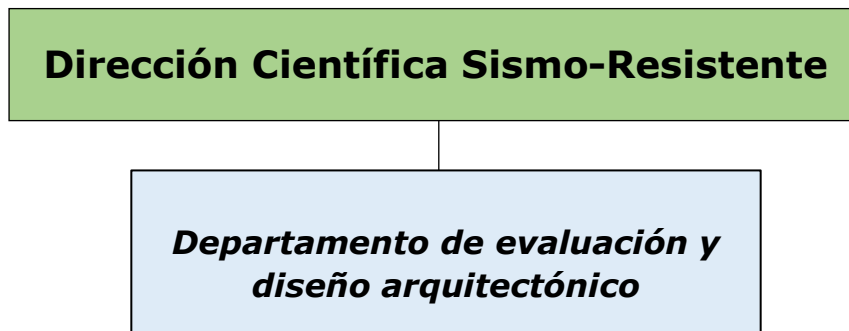 Dirección Científica Sismo-Resistente
Departamento de evaluación y
diseño arquitectónico